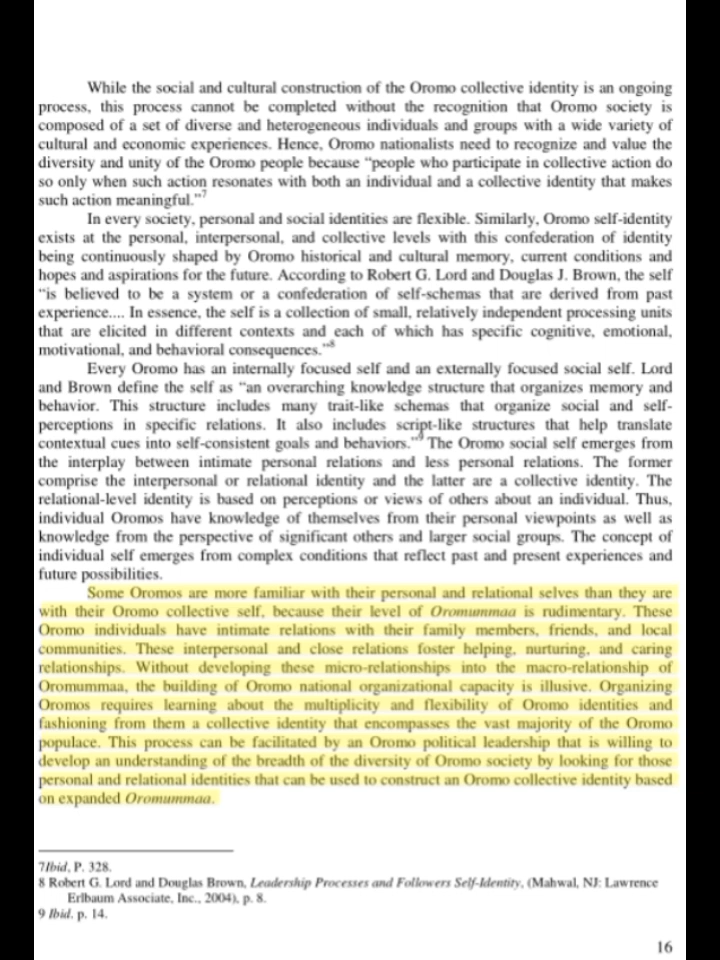 While the social and cultural construction of the Oromo collective identity is an ongoing
process, this process cannot be completed without the recognition that Oromo society is
composed of a set of diverse and heterogeneous individuals and groups with a wide variety of
cultural and economic experiences. Hence, Oromo nationalists need to recognize and value the
diversity and unity of the Oromo people because “people who participate in collective action do
so only when such action resonates with both an individual and a collective identity that makes
such action meaningful.”7
In every society, personal and social identities are flexible. Similarly, Oromo self-identity
exists at the personal, interpersonal, and collective levels with this confederation of identity
being continuously shaped by Oromo historical and cultural memory, current conditions and
hopes and aspirations for the future. According to Robert G. Lord and Douglas J. Brown, the self
“is believed to be a system or a confederation of self-schemas that are derived from past
experience.... In essence, the self is a collection of small, relatively independent processing units
that are elicited in different contexts and each of which has specific cognitive, emotional,
motivational, and behavioral consequences.”8
Every Oromo has an internally focused self and an externally focused social self. Lord
and Brown define the self as “an overarching knowledge structure that organizes memory and
behavior. This structure includes many trait-like schemas that organize social and self-
perceptions in specific relations. It also includes script-like structures that help translate
contextual cues into self-consistent goals and behaviors.”9 The Oromo social self emerges from
the interplay between intimate personal relations and less personal relations. The former
comprise the interpersonal or relational identity and the latter are a collective identity. The
relational-level identity is based on perceptions or views of others about an individual. Thus,
individual Oromos have knowledge of themselves from their personal viewpoints as well as
knowledge from the perspective of significant others and larger social groups. The concept of
individual self emerges from complex conditions that reflect past and present experiences and
future possibilities.
Some Oromos are more familiar with their personal and relational selves than they are
with their Oromo collective self, because their level of Oromummaa is rudimentary. These
Oromo individuals have intimate relations with their family members, friends, and local
communities. These interpersonal and close relations foster helping, nurturing, and caring
relationships. Without developing these micro-relationships into the macro-relationship of
Oromummaa, the building of Oromo national organizational capacity is illusive. Organizing
Oromos requires learning about the multiplicity and flexibility of Oromo identities and
fashioning from them a collective identity that encompasses the vast majority of the Oromo
populace. This process can be facilitated by an Oromo political leadership that is willing to
develop an understanding of the breadth of the diversity of Oromo society by looking for those
personal and relational identities that can be used to construct an Oromo collective identity based
on expanded Oromummaa.
7Ibid, P. 328.
8 Robert G. Lord and Douglas Brown, Leadership Processes and Followers Self-Identity, (Mahwal, NJ: Lawrence
Erlbaum Associate, Inc., 2004), p. 8.
9 Ibid. p. 14.
16